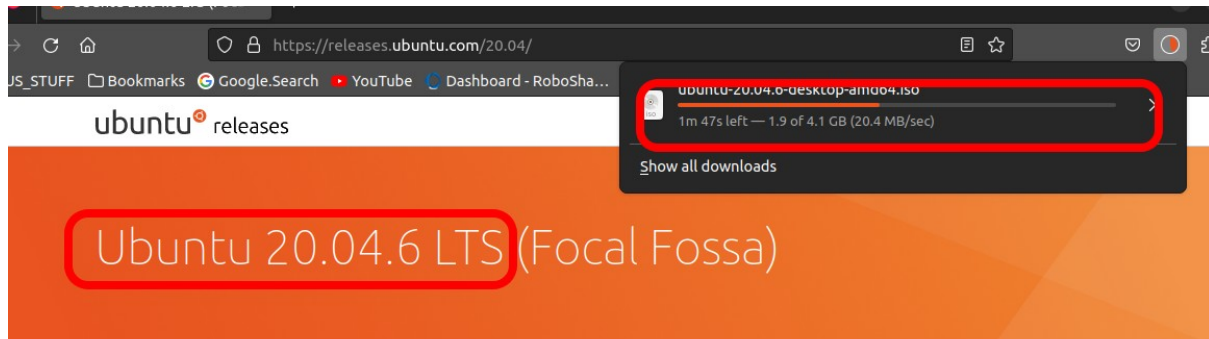 https://releases.ubuntu.com/20.04/
US_STUFF Bookmarks Google.Search YouTube Dashboard - RoboSha...
ubuntu-20.04.6-desktop-amd64.iso
1m 47s left — 1.9 of 4.1 GB (20.4 MB/sec)
Show all downloads
ubuntu releases
Ubuntu 20.04.6 LTS (Focal Fossa)